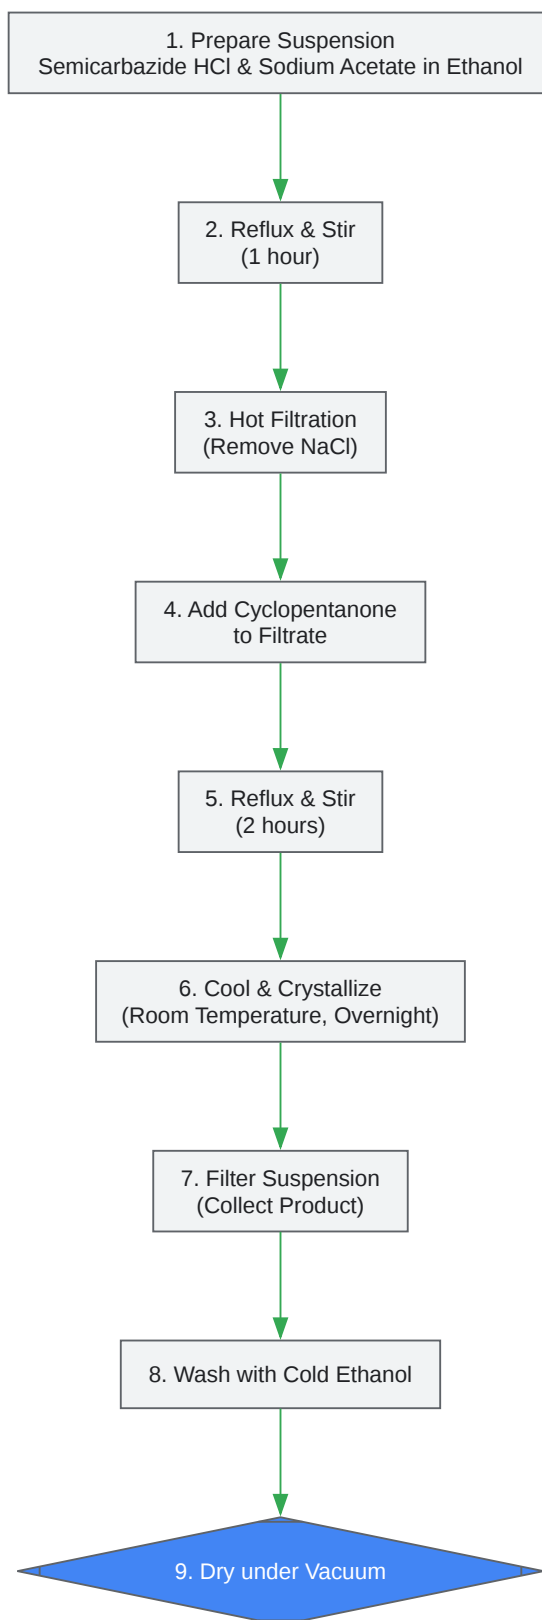 1. Prepare Suspension
Semicarbazide HCl & Sodium Acetate in Ethanol
2. Reflux & Stir
(1 hour)
3. Hot Filtration
(Remove NaCl)
4. Add Cyclopentanone
to Filtrate
5. Reflux & Stir
(2 hours)
6. Cool & Crystallize
(Room Temperature, Overnight)
7. Filter Suspension
(Collect Product)
8. Wash with Cold Ethanol
9. Dry under Vacuum